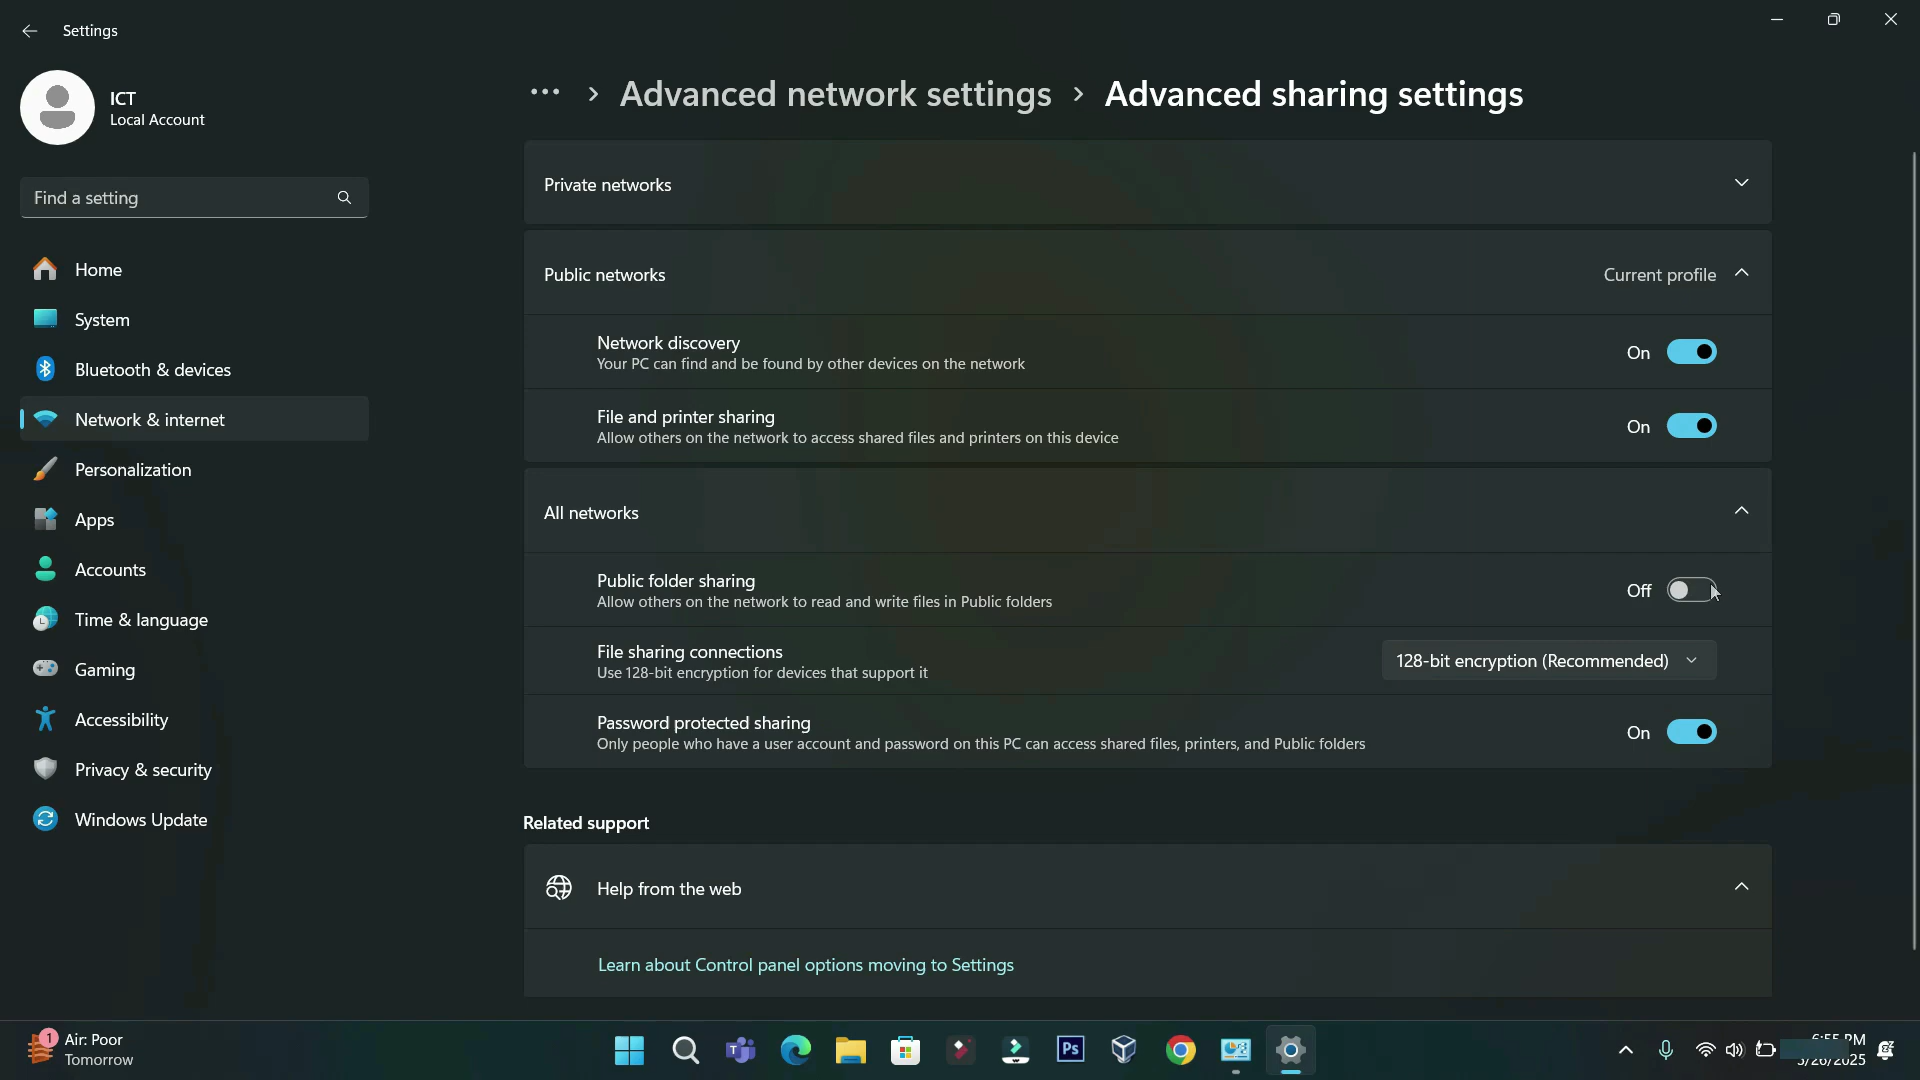 Settings
ICT
Local Account
Find a setting
Home
System
Bluetooth & devices
Network & internet
Personalization
Apps
Accounts
Time & language
Gaming
Accessibility
Privacy & security
Windows Update
... > Advanced network settings > Advanced sharing settings
Private networks
Public networks Current profile
Network discovery On
Your PC can find and be found by other devices on the network
File and printer sharing On
Allow others on the network to access shared files and printers on this device
All networks
Public folder sharing Off
Allow others on the network to read and write files in Public folders
File sharing connections 128-bit encryption (Recommended)
Use 128-bit encryption for devices that support it
Password protected sharing On
Only people who have a user account and password on this PC can access shared files, printers, and Public folders
Related support
Help from the web
Learn about Control panel options moving to Settings
1 Air: Poor
Tomorrow
T
Ps
PM